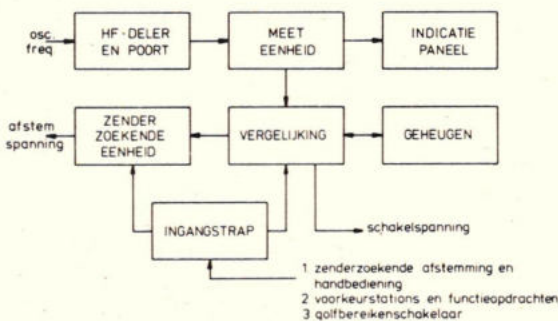 osc.
freq
HF-DELER
EN POORT
MEET
EENHEID
INDICATIE
PANEEL
afstem
spanning
ZENDER
ZOEKENDE
EENHEID
VERGELIJKING
GEHEUGEN
INGANGSTRAP
schakelspanning
1 zenderzoekende afstemming en
handbediening
2 voorkeurstations en functieopdrachten
3 golfbereikenschakelaar